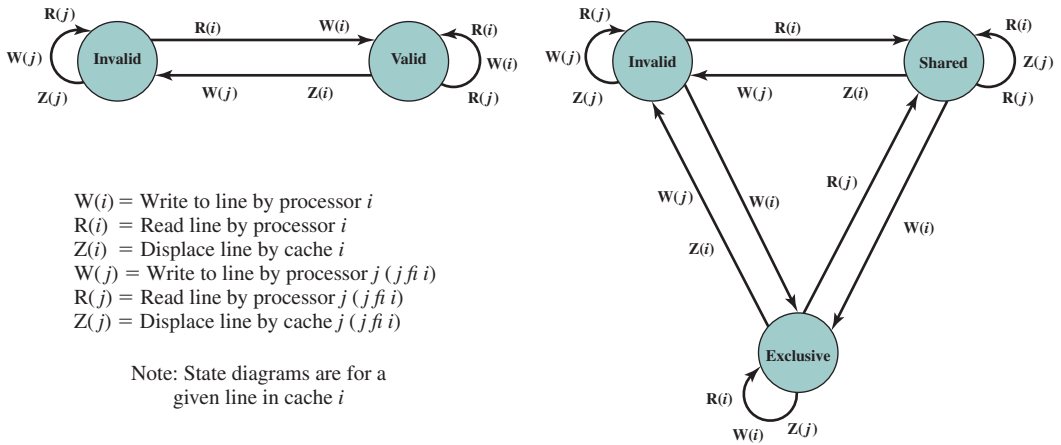 R(j)
W(j)
Z(j)
Invalid
R(i)
W(i)
W(j)
Z(i)
Valid
R(i)
W(i)
R(j)
R(j)
W(j)
Z(j)
Invalid
R(i)
W(j)
Z(i)
Shared
R(i)
Z(j)
R(j)
W(j)
Z(i)
W(i)
R(j)
W(i)
Exclusive
R(i)
W(i)
Z(j)
W(i) = Write to line by processor i
R(i) = Read line by processor i
Z(i) = Displace line by cache i
W(j) = Write to line by processor j (j fi i)
R(j) = Read line by processor j (j fi i)
Z(j) = Displace line by cache j (j fi i)
Note: State diagrams are for a
given line in cache i